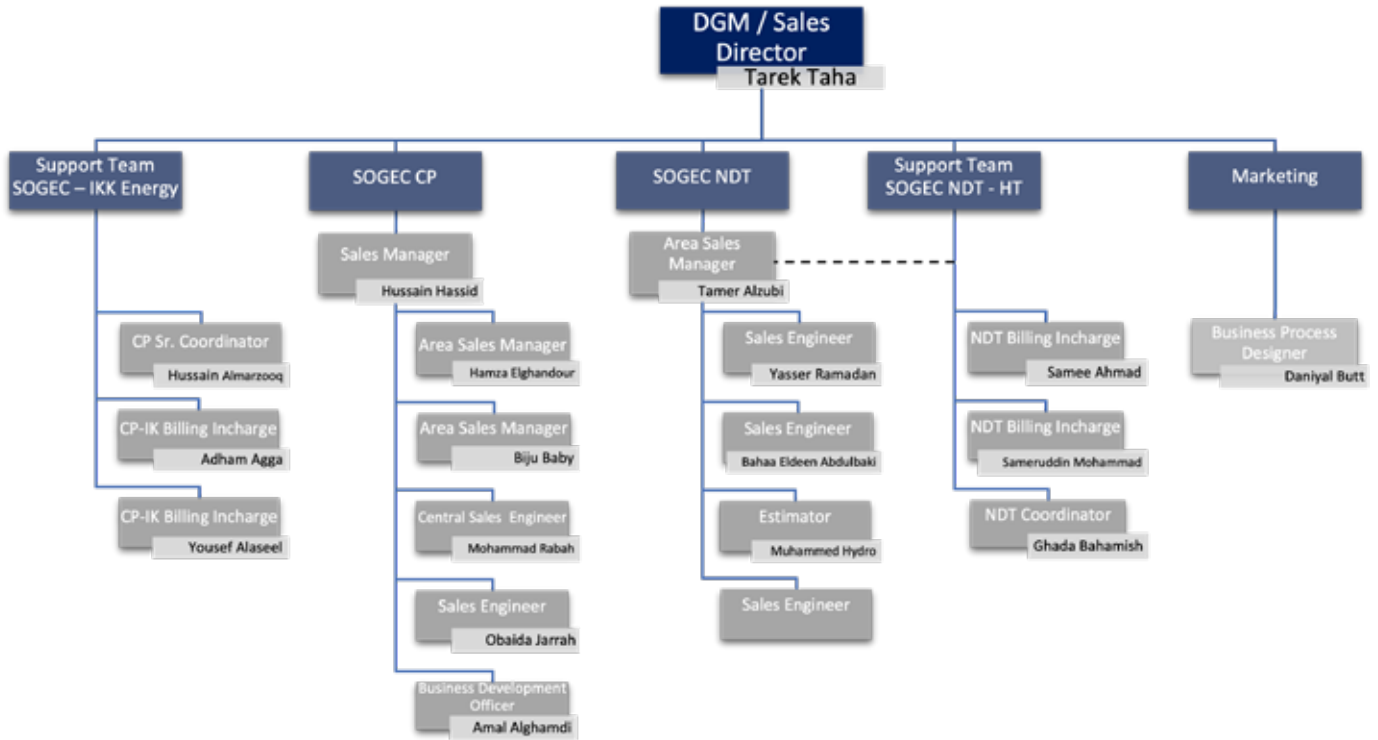 DGM / Sales
Director
Tarek Taha
Support Team
SOGEC – IKK Energy
CP Sr. Coordinator
Hussain Almarzooq
CP-IK Billing Incharge
Adham Agga
CP-IK Billing Incharge
Yousef Alaseel
SOGEC CP
Sales Manager
Hussain Hassid
Area Sales Manager
Hamza Elghandour
Area Sales Manager
Biju Baby
Central Sales Engineer
Mohammad Rabah
Sales Engineer
Obaida Jarrah
Business Development
Officer
Amal Alghamdi
SOGEC NDT
Area Sales
Manager
Tamer Alzubi
Sales Engineer
Yasser Ramadan
Sales Engineer
Bahaa Eldeen Abdulbaki
Estimator
Muhammed Hydro
Sales Engineer
Support Team
SOGEC NDT - HT
NDT Billing Incharge
Samee Ahmad
NDT Billing Incharge
Sameruddin Mohammad
NDT Coordinator
Ghada Bahamish
Marketing
Business Process
Designer
Daniyal Butt